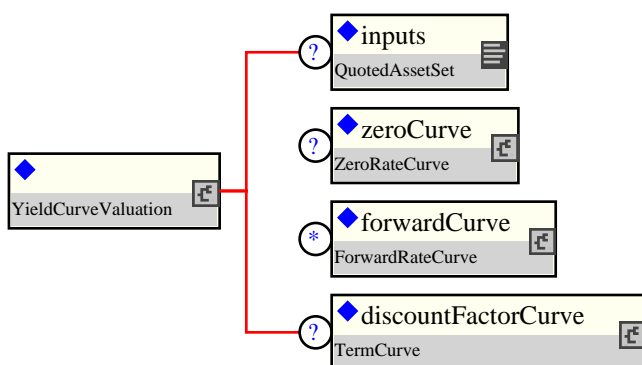 ? inputs
QuotedAssetSet
? zeroCurve
ZeroRateCurve
YieldCurveValuation
* forwardCurve
ForwardRateCurve
? discountFactorCurve
TermCurve